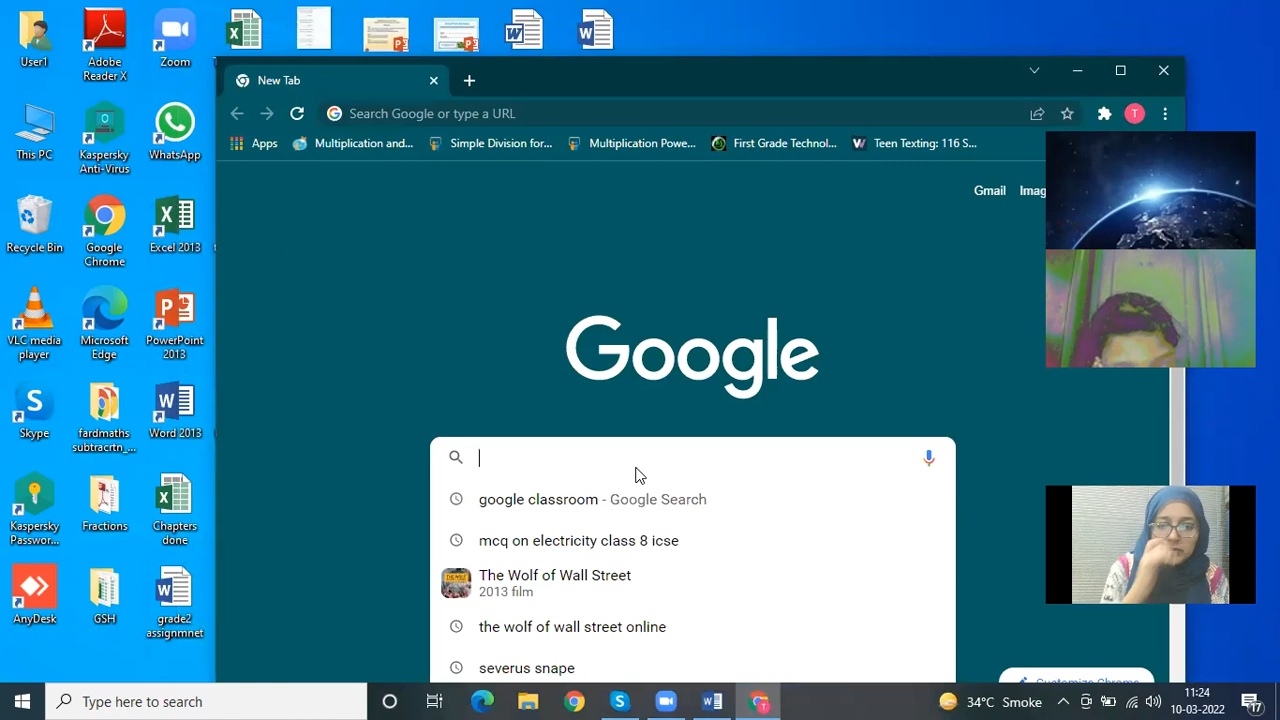 User1
Adobe
Reader X
Zoom
This PC
Kaspersky
Anti-Virus
WhatsApp
Recycle Bin
Google
Chrome
Excel 2013
VLC media
player
Microsoft
Edge
PowerPoint
2013
Skype
fardmaths
subtracrtn_...
Word 2013
Kaspersky
Passwor...
Fractions
Chapters
done
AnyDesk
GSH
grade2
assignmnet
New Tab
Search Google or type a URL
T
Apps
Multiplication and...
Simple Division for...
Multiplication Powe...
First Grade Technol...
Teen Texting: 116 S...
Gmail
Imag
Google
google classroom - Google Search
mcq on electricity class 8 icse
The Wolf of Wall Street
2013 film
the wolf of wall street online
severus snape
Customize Chrome
Type here to search
34°C Smoke
11:24
10-03-2022
17